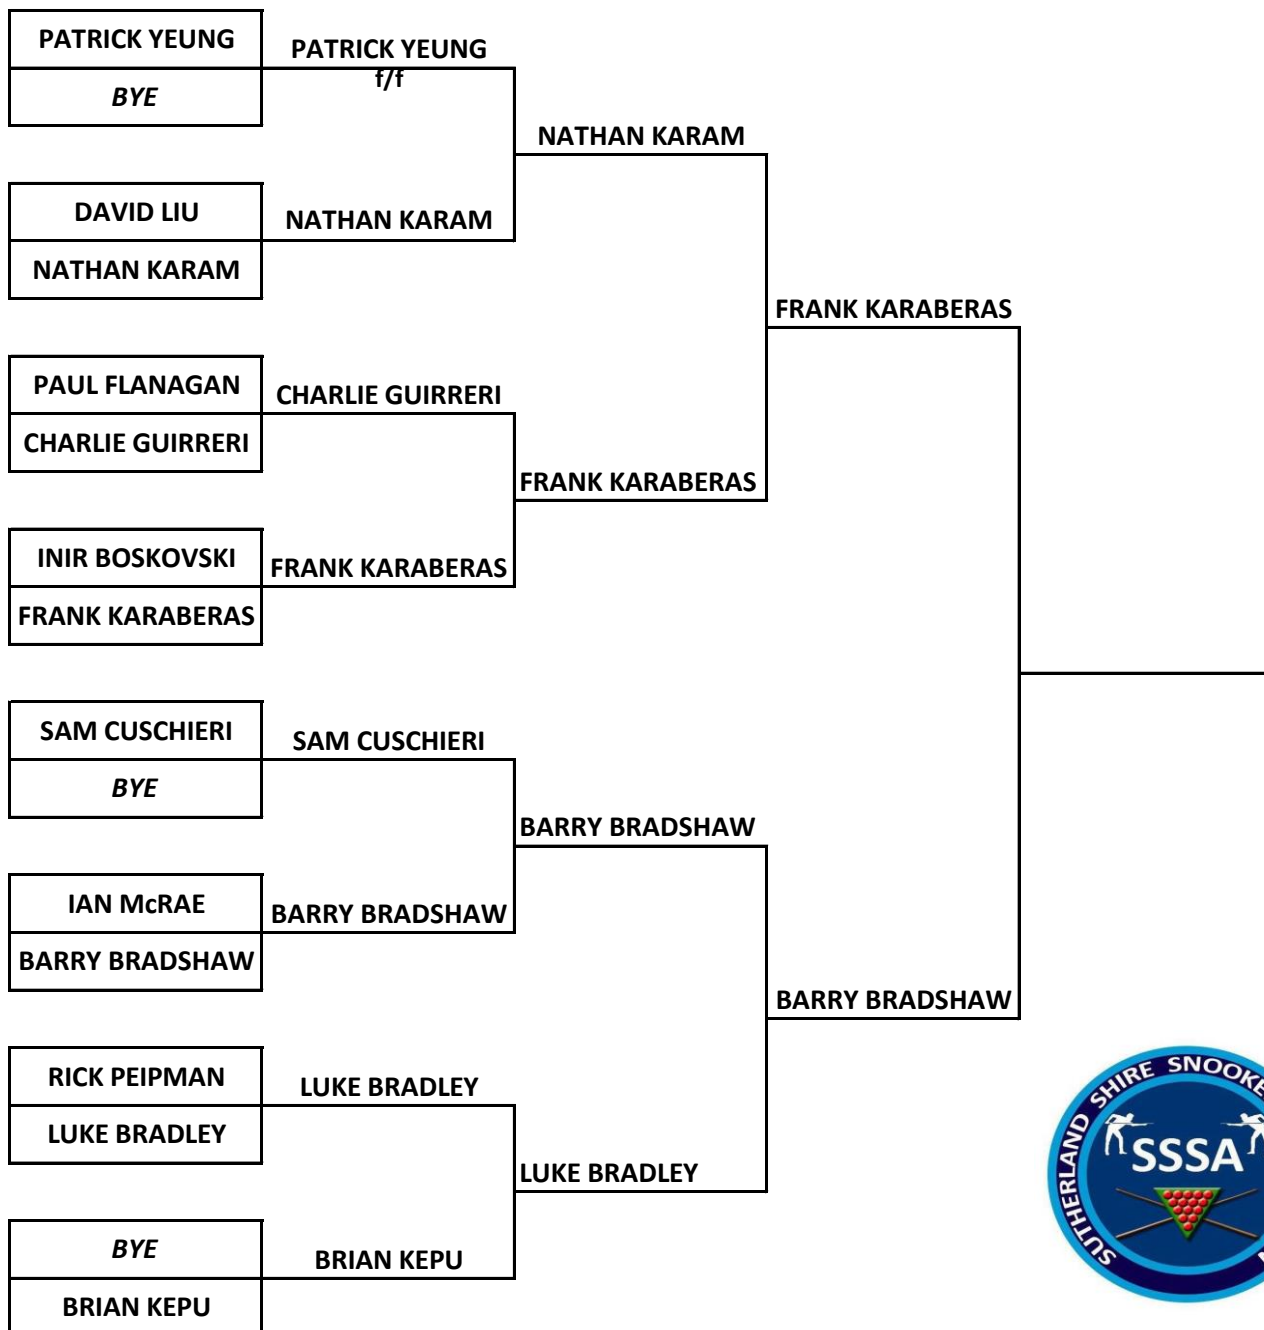 PATRICK YEUNG
BYE
DAVID LIU
NATHAN KARAM
PAUL FLANAGAN
CHARLIE GUIRRERI
INIR BOSKOVSKI
FRANK KARABERAS
SAM CUSCHIERI
BYE
IAN McRAE
BARRY BRADSHAW
RICK PEIPMAN
LUKE BRADLEY
BYE
BRIAN KEPU
PATRICK YEUNG
f/f
NATHAN KARAM
CHARLIE GUIRRERI
FRANK KARABERAS
SAM CUSCHIERI
BARRY BRADSHAW
LUKE BRADLEY
BRIAN KEPU
NATHAN KARAM
FRANK KARABERAS
BARRY BRADSHAW
LUKE BRADLEY
FRANK KARABERAS
BARRY BRADSHAW
SUTHERLAND SHIRE SNOOKE
SSSA